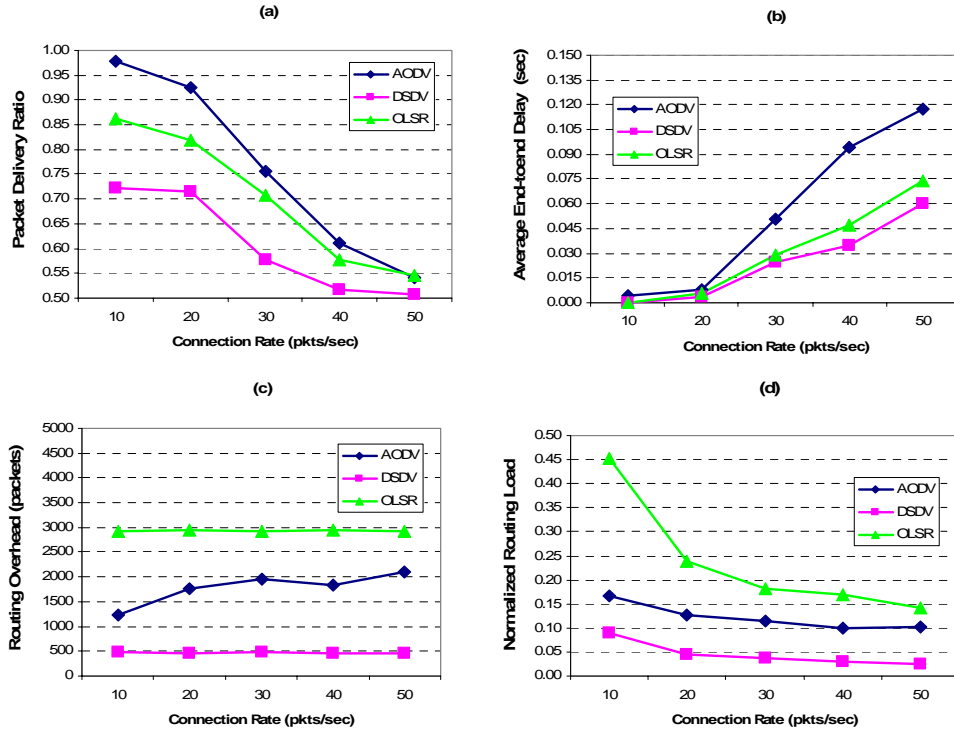 (a)
Packet Delivery Ratio
1.00
0.95
0.90
0.85
0.80
0.75
0.70
0.65
0.60
0.55
0.50
AODV
DSDV
OLSR
10 20 30 40 50
Connection Rate (pkts/sec)
(b)
Average End-toend Delay (sec)
0.150
0.135
0.120
0.105
0.090
0.075
0.060
0.045
0.030
0.015
0.000
AODV
DSDV
OLSR
10 20 30 40 50
Connection Rate (pkts/sec)
(c)
Routing Overhead (packets)
5000
4500
4000
3500
3000
2500
2000
1500
1000
500
0
AODV
DSDV
OLSR
10 20 30 40 50
Connection Rate (pkts/sec)
(d)
Normalized Routing Load
0.50
0.45
0.40
0.35
0.30
0.25
0.20
0.15
0.10
0.05
0.00
AODV
DSDV
OLSR
10 20 30 40 50
Connection Rate (pkts/sec)